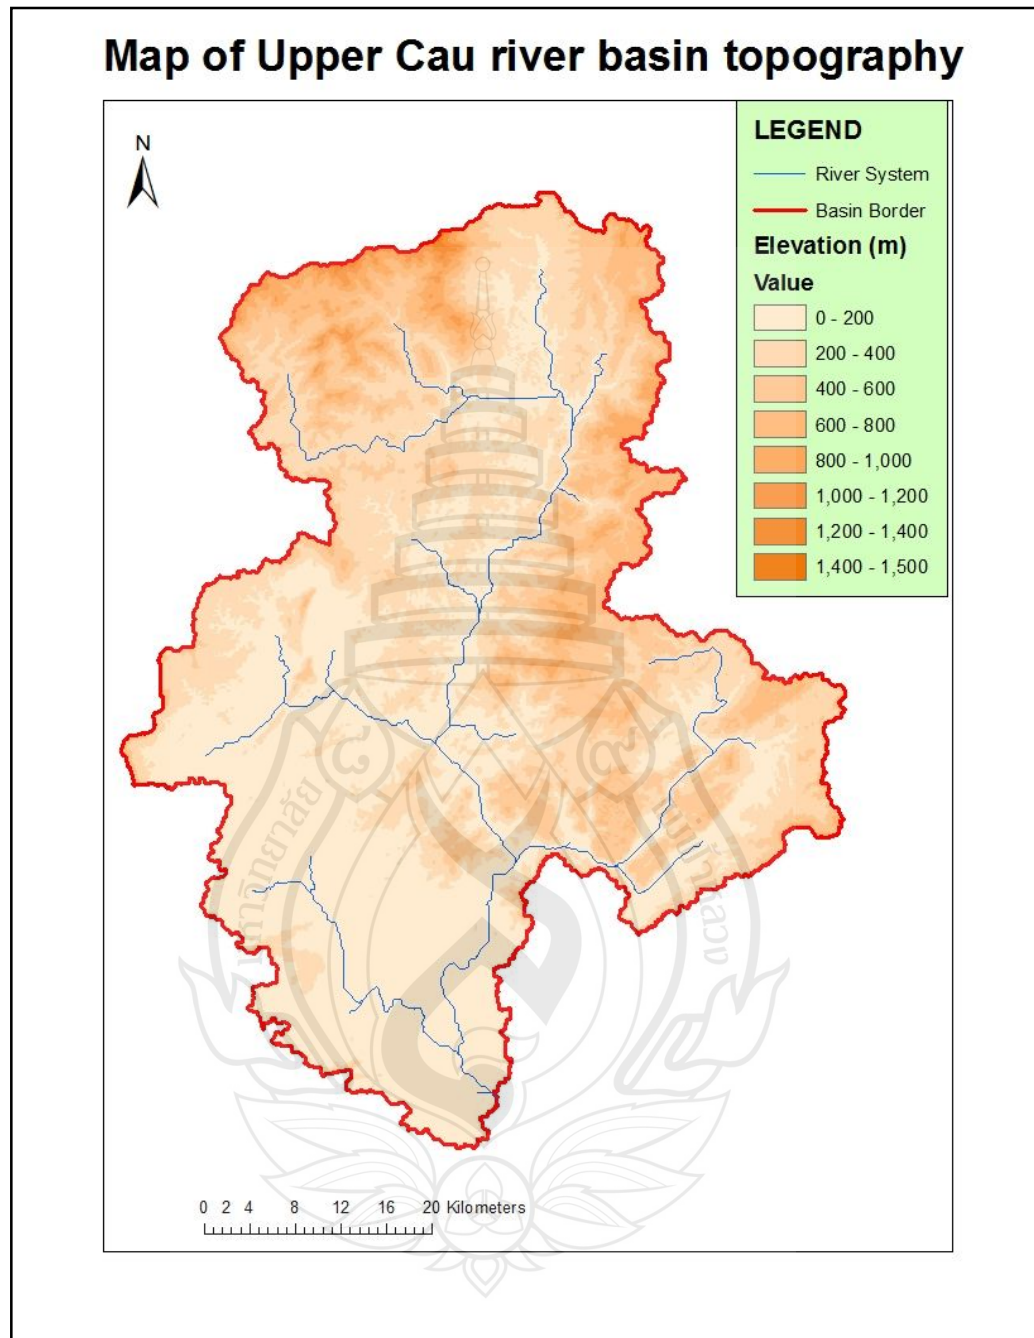 Map of Upper Cau river basin topography
N
LEGEND
River System
Basin Border
Elevation (m)
Value
0 - 200
200 - 400
400 - 600
600 - 800
800 - 1,000
1,000 - 1,200
1,200 - 1,400
1,400 - 1,500
0 2 4 8 12 16 20 Kilometers